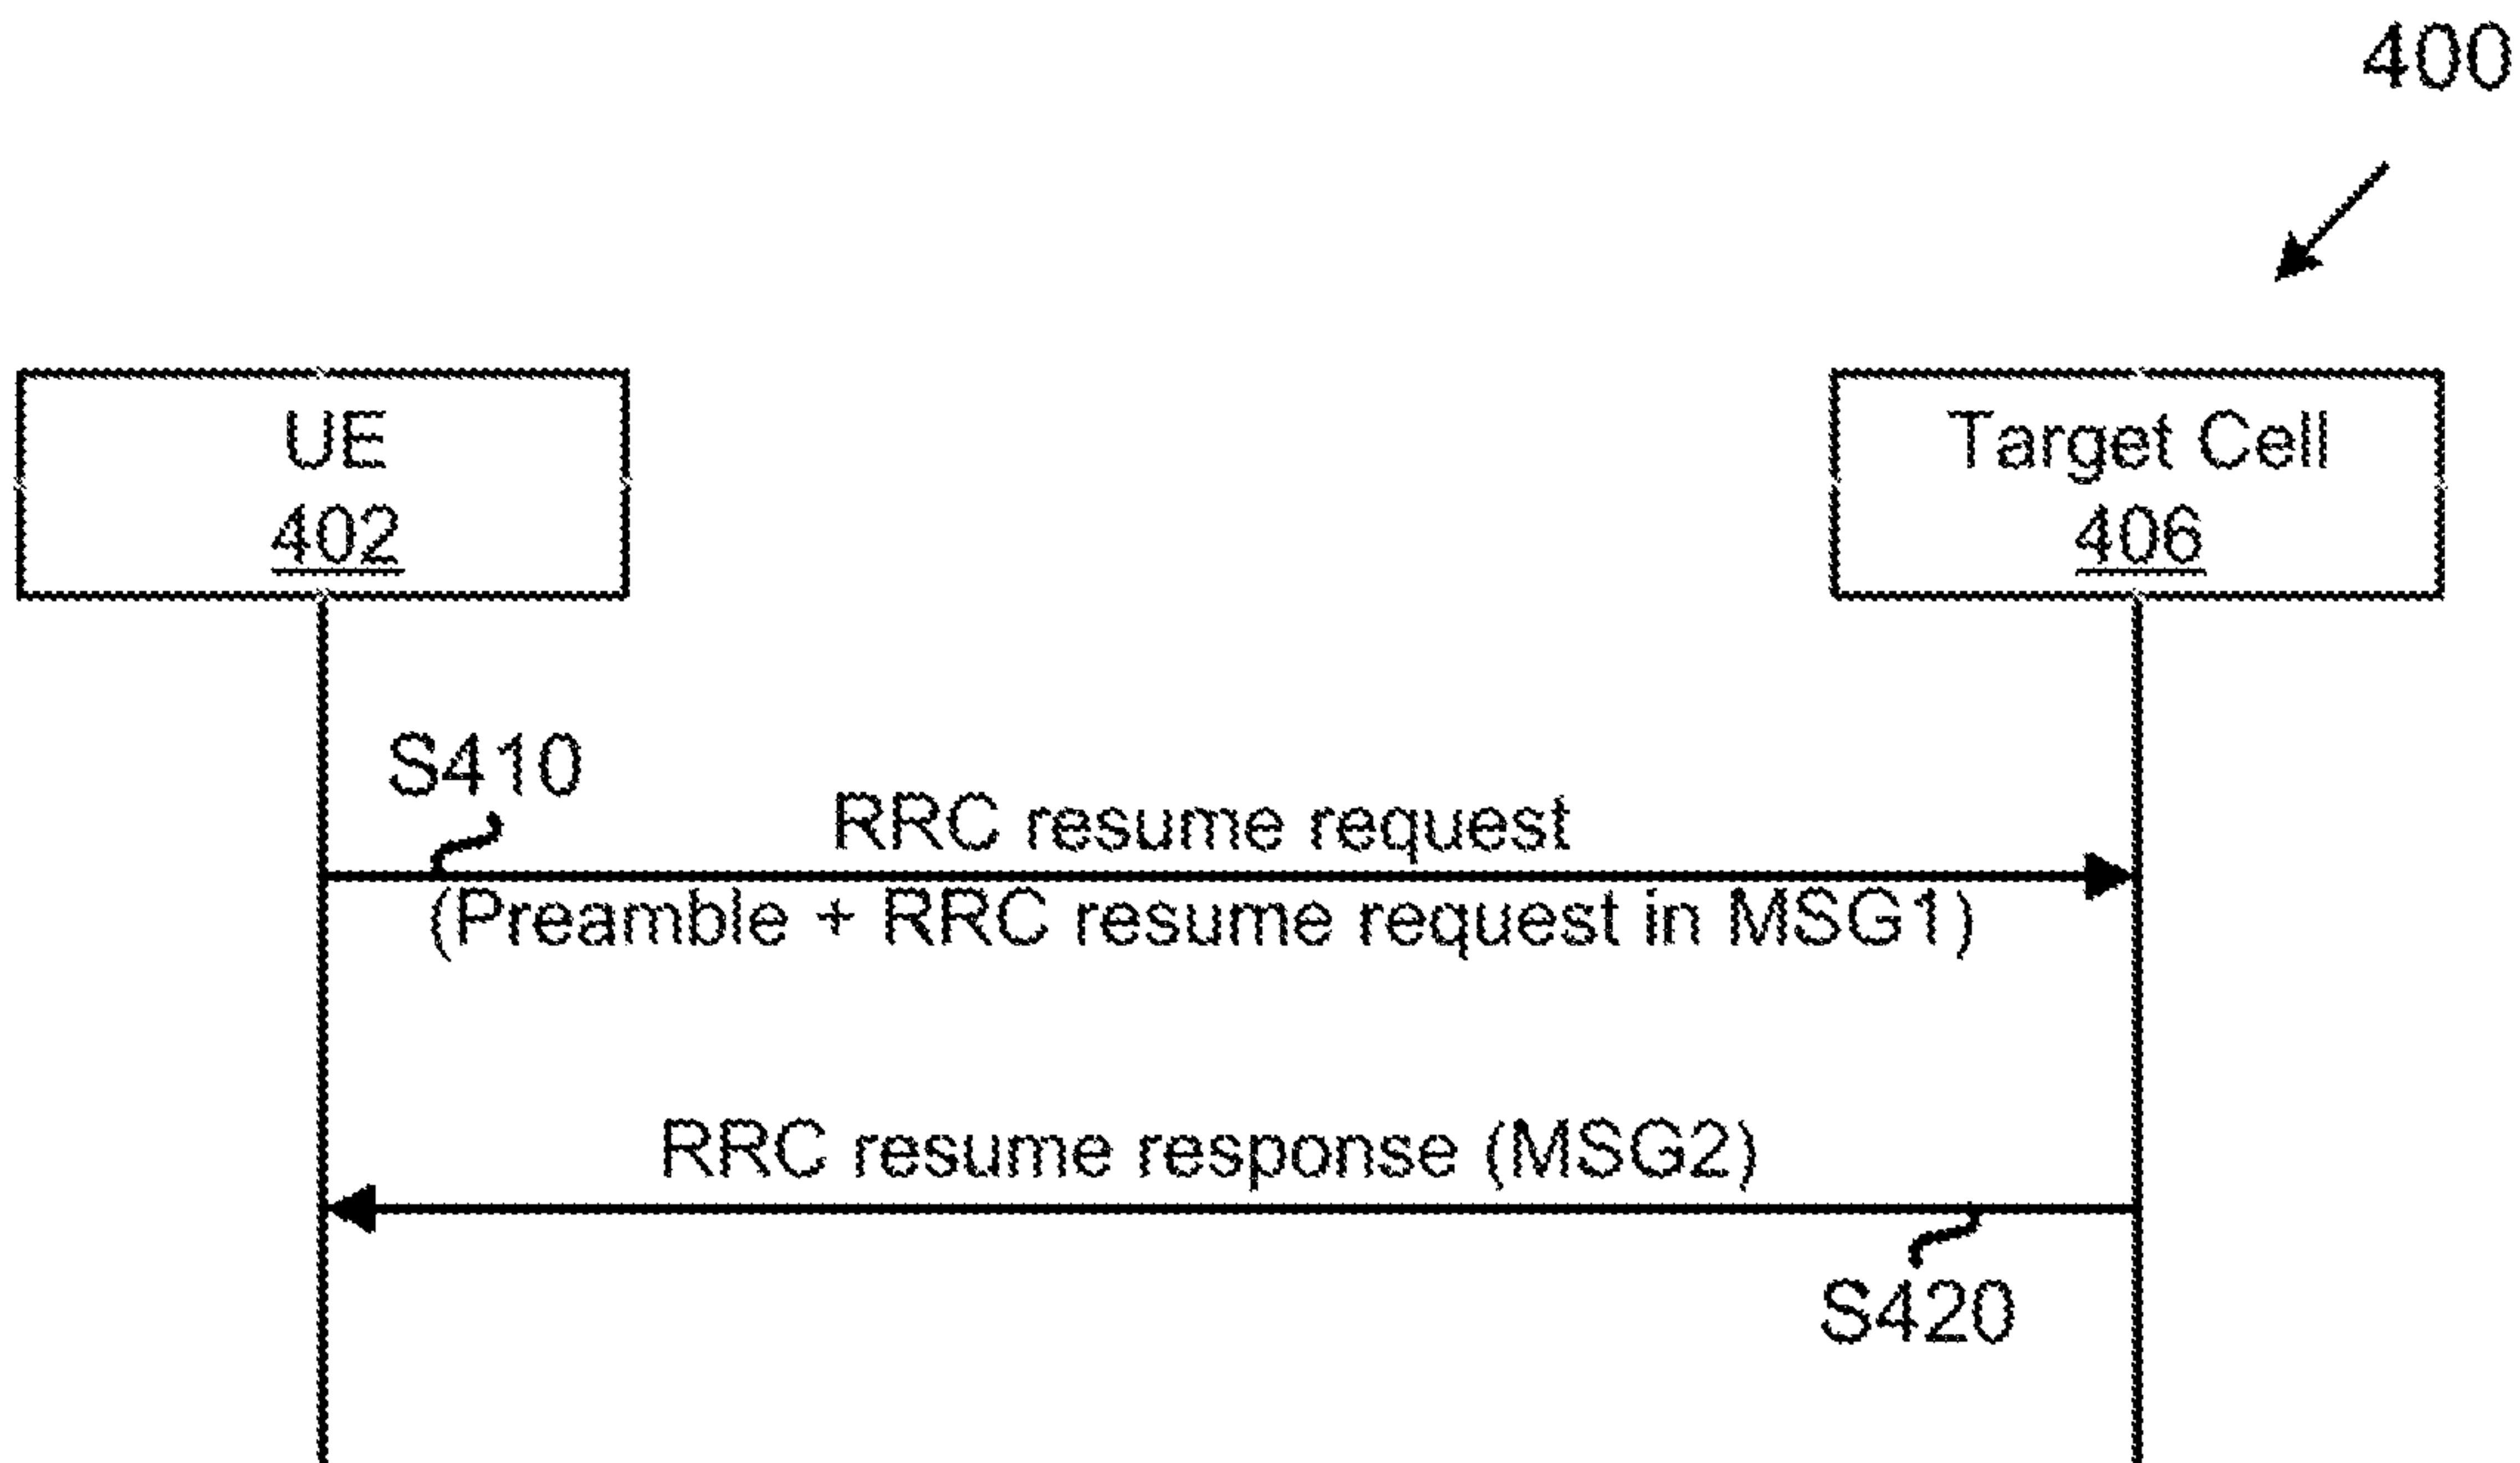 400
UE
402
Target Cell
406
S410
RRC resume request
(Preamble + RRC resume request in MSG1)
RRC resume response (MSG2)
S420